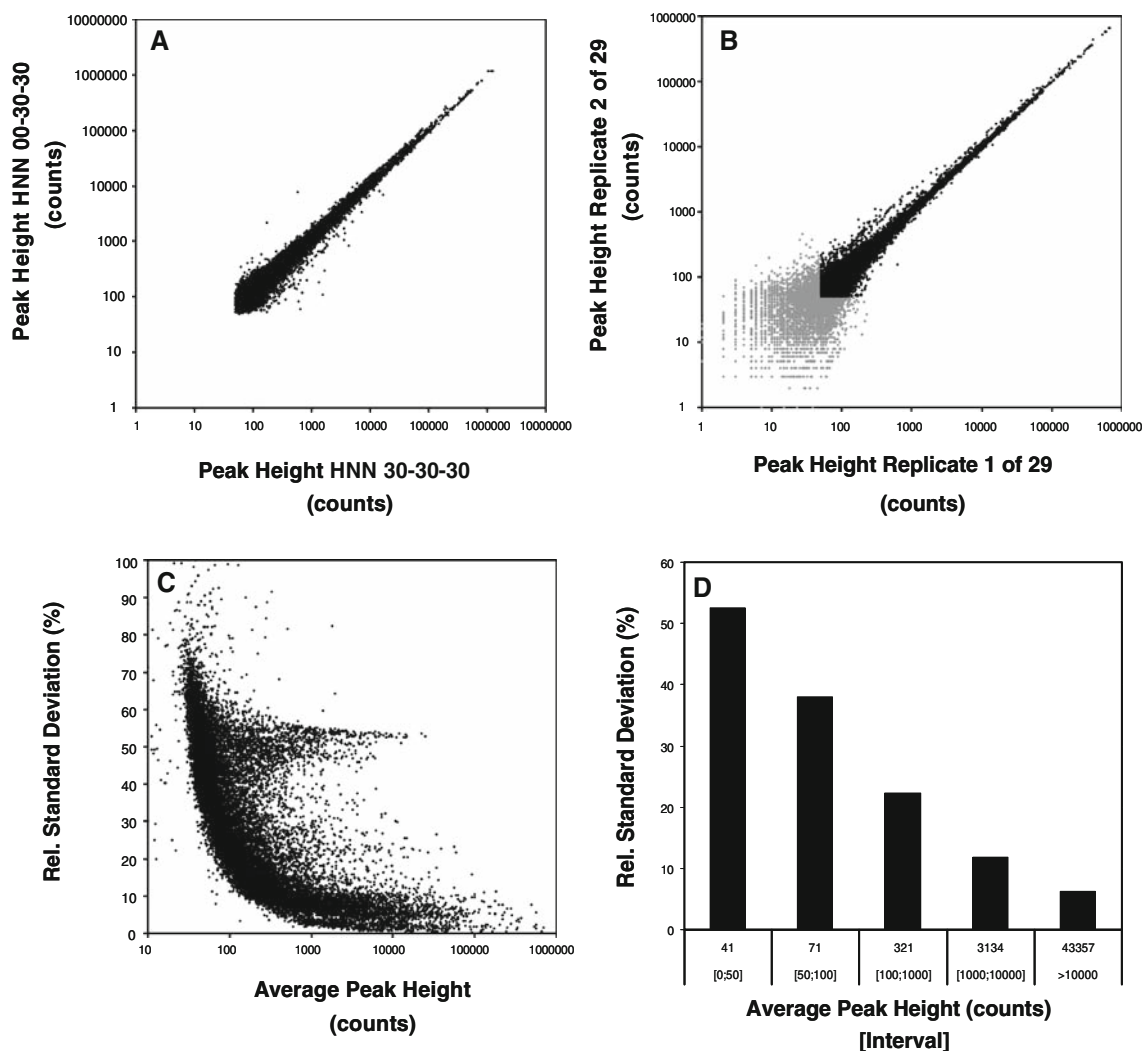 A
Peak Height HNN 00-30-30
(counts)
10000000
1000000
100000
10000
1000
100
10
1
1 10 100 1000 10000 100000 1000000 10000000
Peak Height HNN 30-30-30
(counts)
B
Peak Height Replicate 2 of 29
(counts)
1000000
100000
10000
1000
100
10
1
1 10 100 1000 10000 100000 1000000
Peak Height Replicate 1 of 29
(counts)
C
Rel. Standard Deviation (%)
100
90
80
70
60
50
40
30
20
10
0
10 100 1000 10000 100000 1000000
Average Peak Height
(counts)
D
Rel. Standard Deviation (%)
60
50
40
30
20
10
0
41 71 321 3134 43357
[0;50] [50;100] [100;1000] [1000;10000] >10000
Average Peak Height (counts)
[Interval]